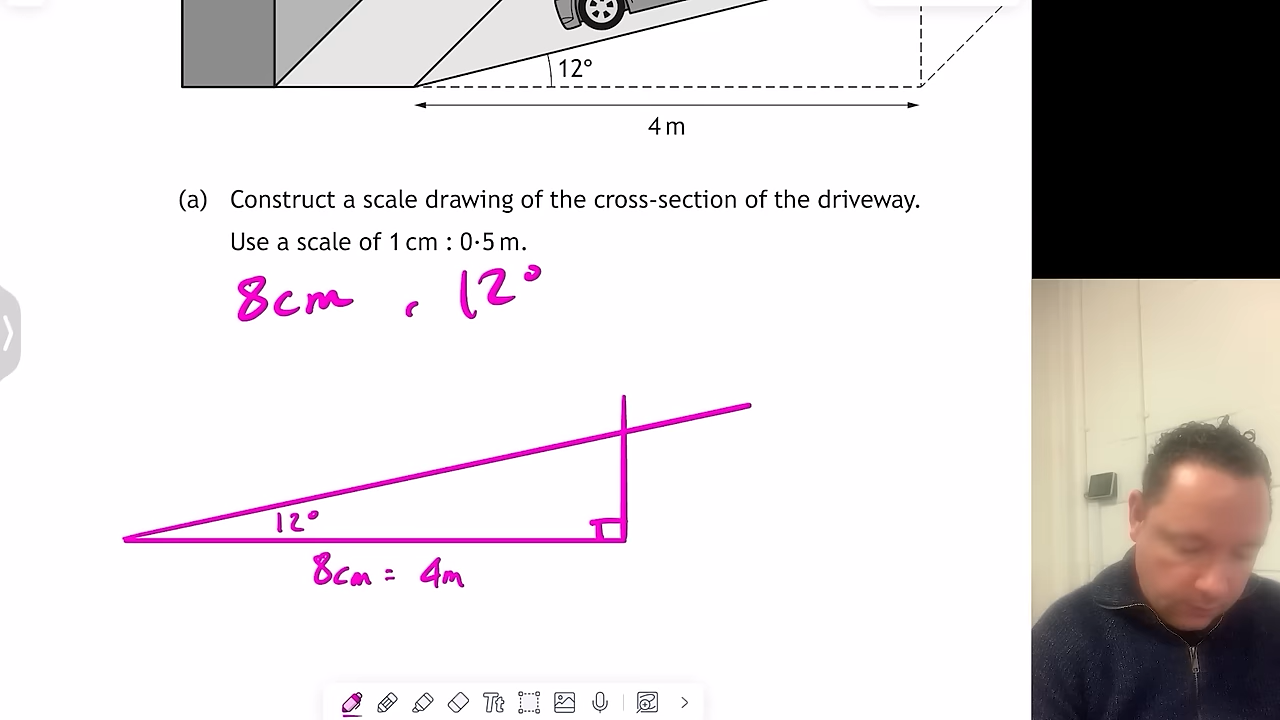 12°
4 m
(a) Construct a scale drawing of the cross-section of the driveway.
Use a scale of 1 cm : 0·5 m.
8cm , 12°
12°
8cm = 4m
Tt